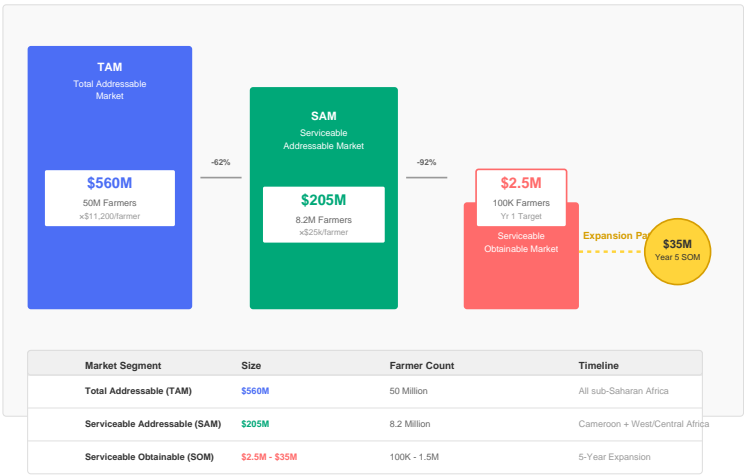 TAM
Total Addressable
Market
$560M
50M Farmers
×$11,200/farmer
-62%
SAM
Serviceable
Addressable Market
$205M
8.2M Farmers
×$25k/farmer
-92%
$2.5M
100K Farmers
Yr 1 Target
Serviceable
Obtainable Market
Expansion
$35M
Year 5 SOM
Market Segment Size Farmer Count Timeline
Total Addressable (TAM) $560M 50 Million All sub-Saharan Africa
Serviceable Addressable (SAM) $205M 8.2 Million Cameroon + West/Central Africa
Serviceable Obtainable (SOM) $2.5M - $35M 100K - 1.5M 5-Year Expansion